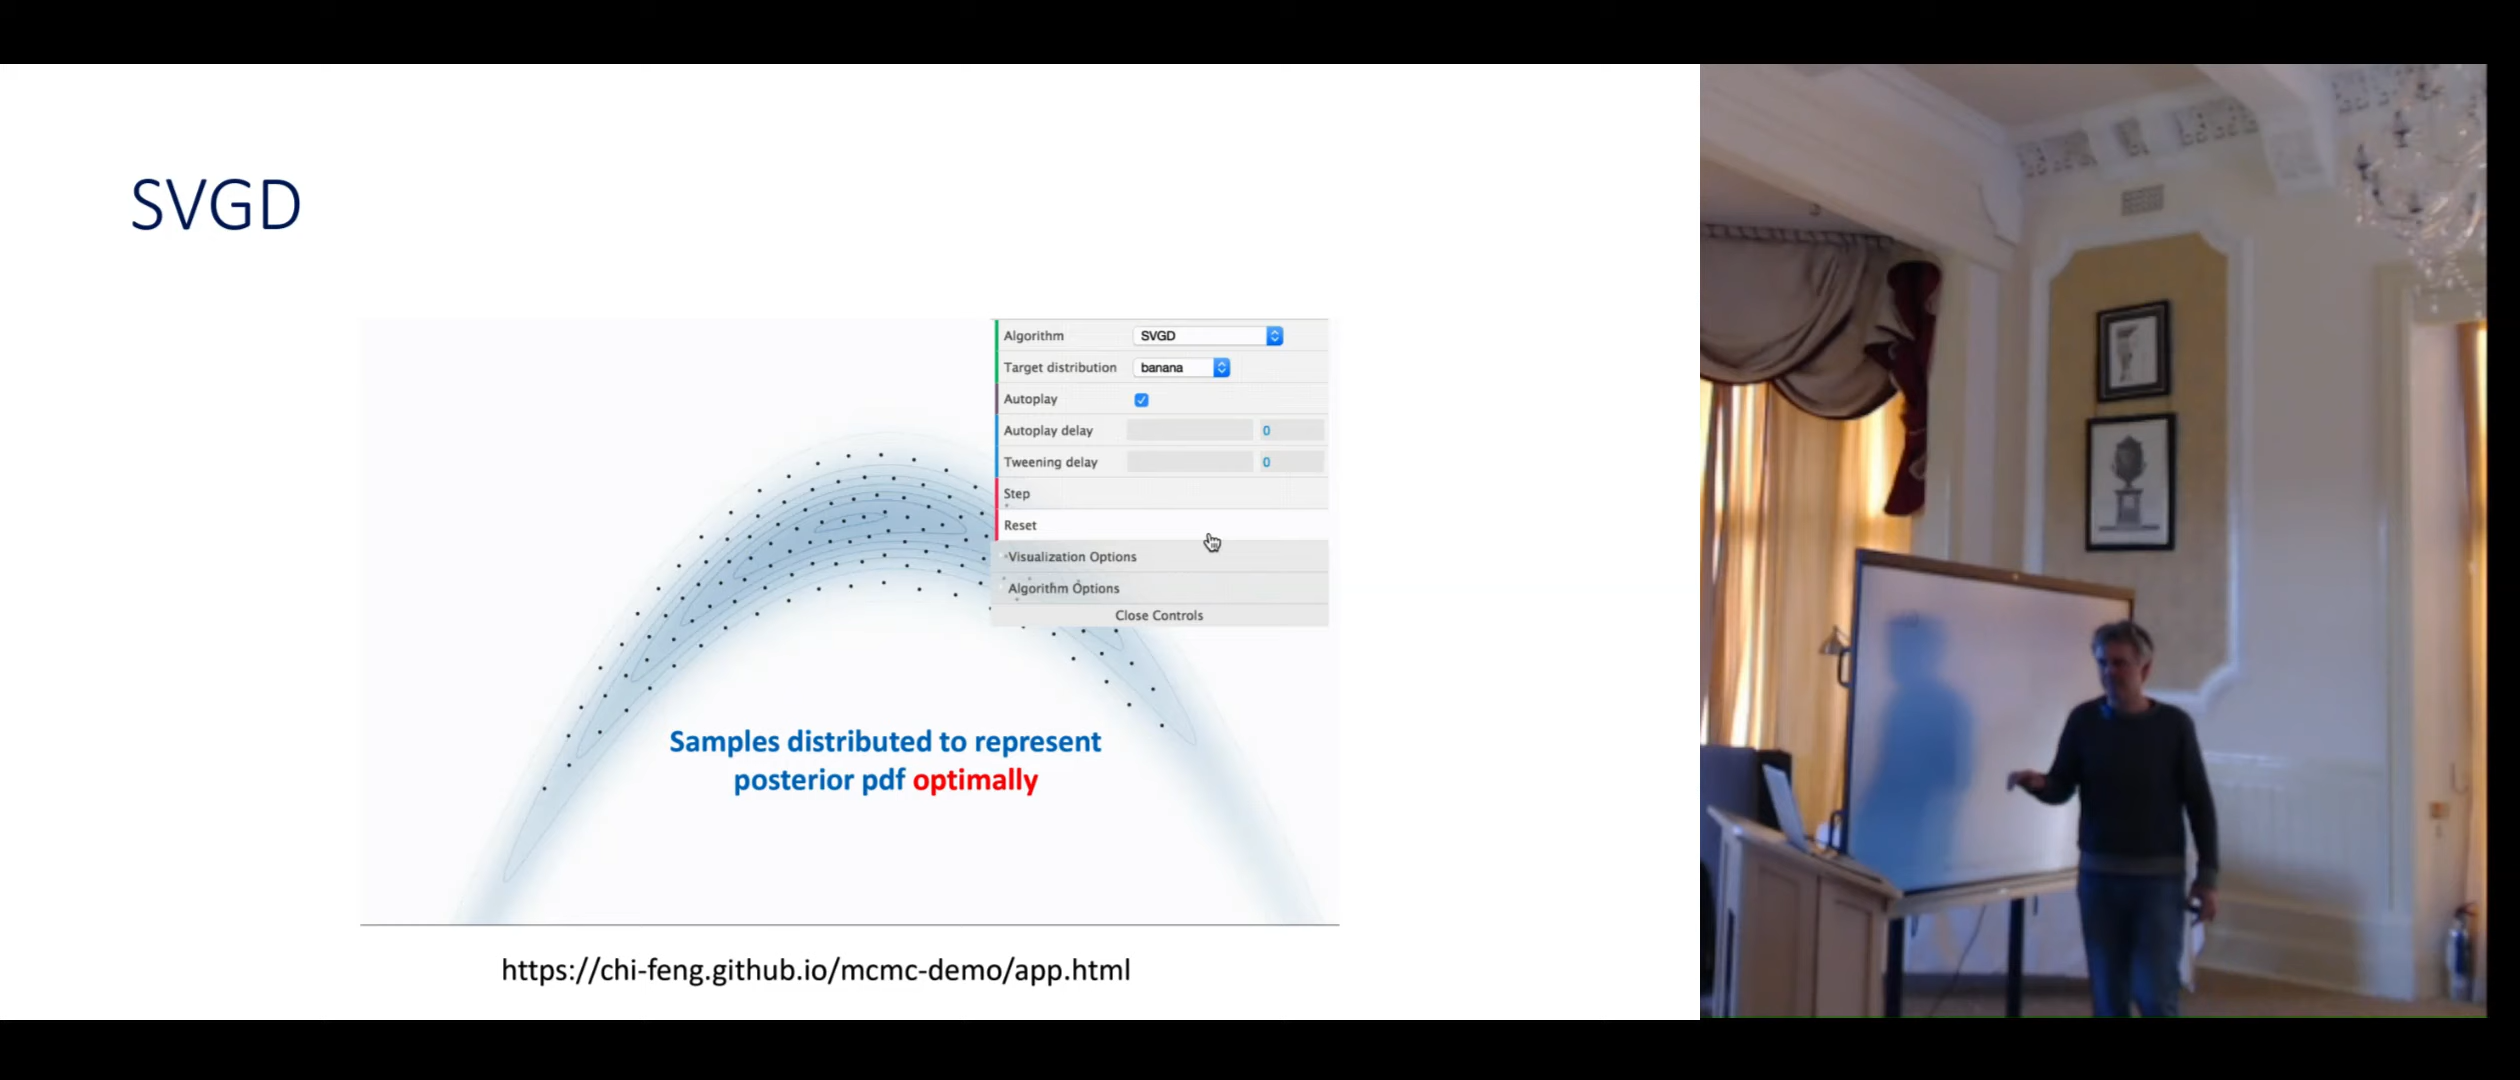 SVGD
Algorithm SVGD
Target distribution banana
Autoplay
Autoplay delay 0
Tweening delay 0
Step
Reset
Visualization Options
Algorithm Options
Close Controls
Samples distributed to represent
posterior pdf optimally
https://chi-feng.github.io/mcmc-demo/app.html